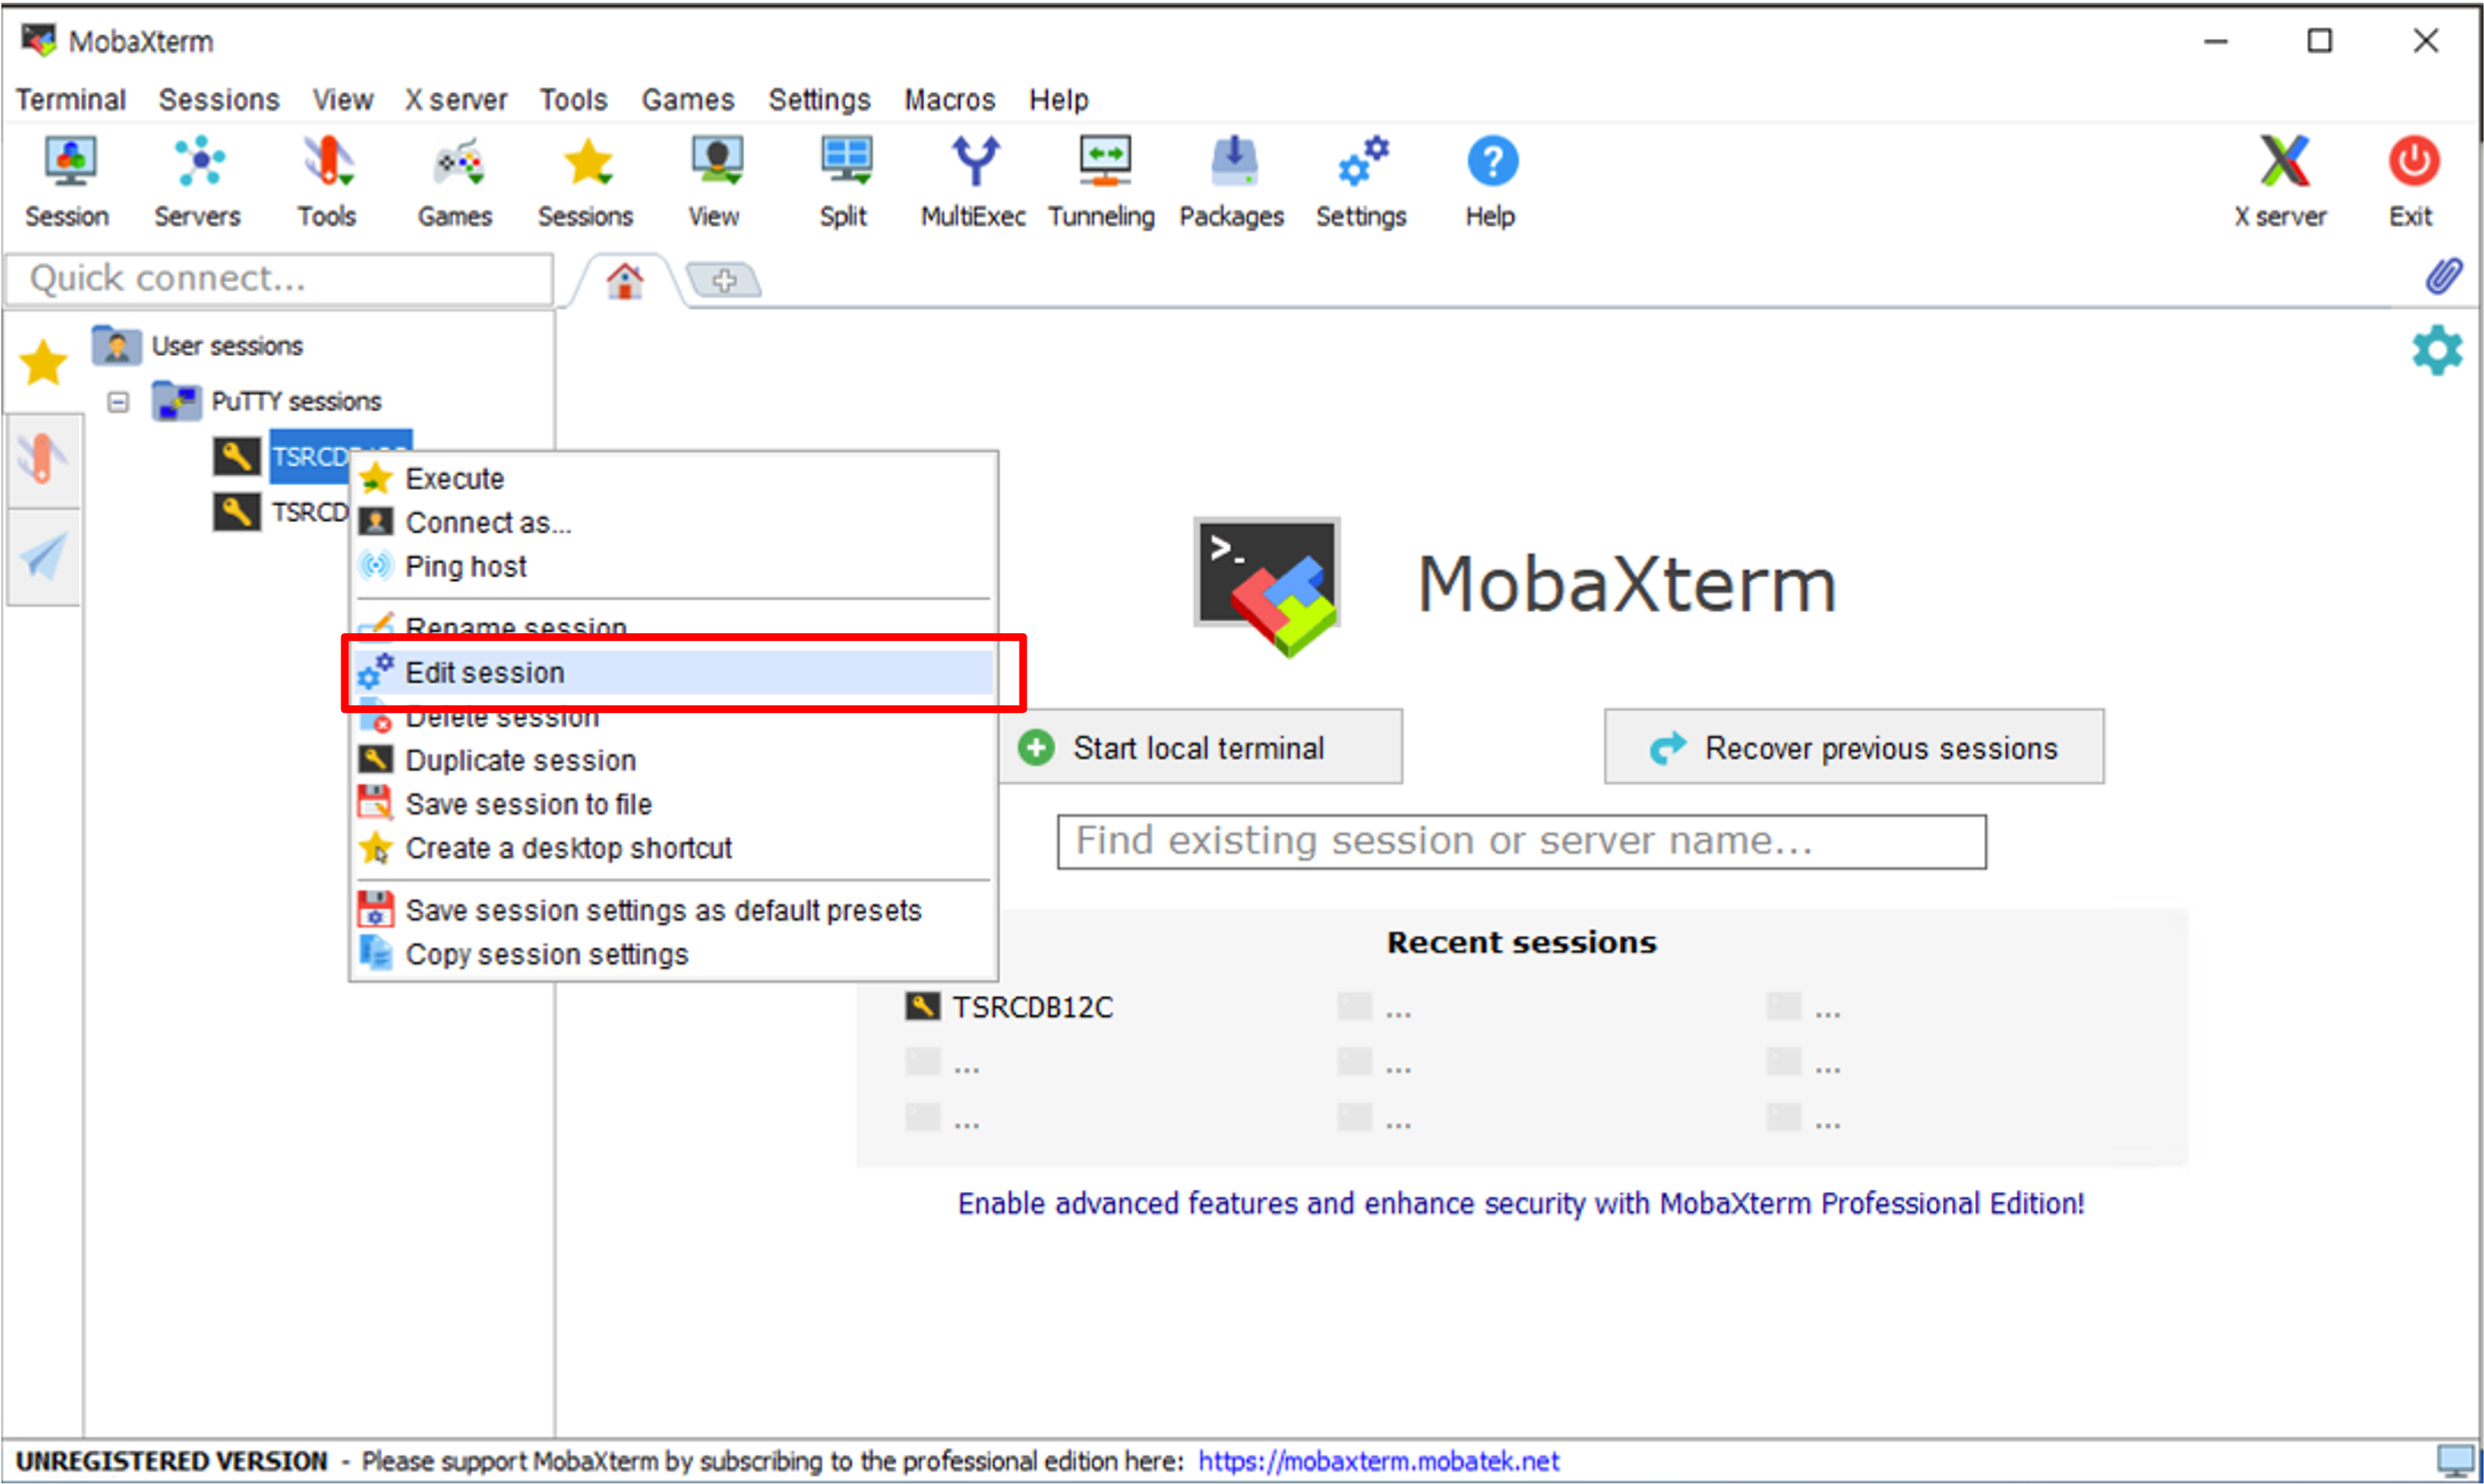 MobaXterm
Terminal Sessions View X server Tools Games Settings Macros Help
Session Servers Tools Games Sessions View Split MultiExec Tunneling Packages Settings Help X server Exit
Quick connect...
User sessions
PuTTY sessions
Execute
Connect as...
Ping host
Rename session
Edit session
Delete session
Duplicate session
Save session to file
Create a desktop shortcut
Save session settings as default presets
Copy session settings
>_
MobaXterm
Start local terminal
Recover previous sessions
Find existing session or server name...
Recent sessions
TSRCDB12C ... ...
... ... ...
... ... ...
Enable advanced features and enhance security with MobaXterm Professional Edition!
UNREGISTERED VERSION - Please support MobaXterm by subscribing to the professional edition here: https://mobaxterm.mobatek.net